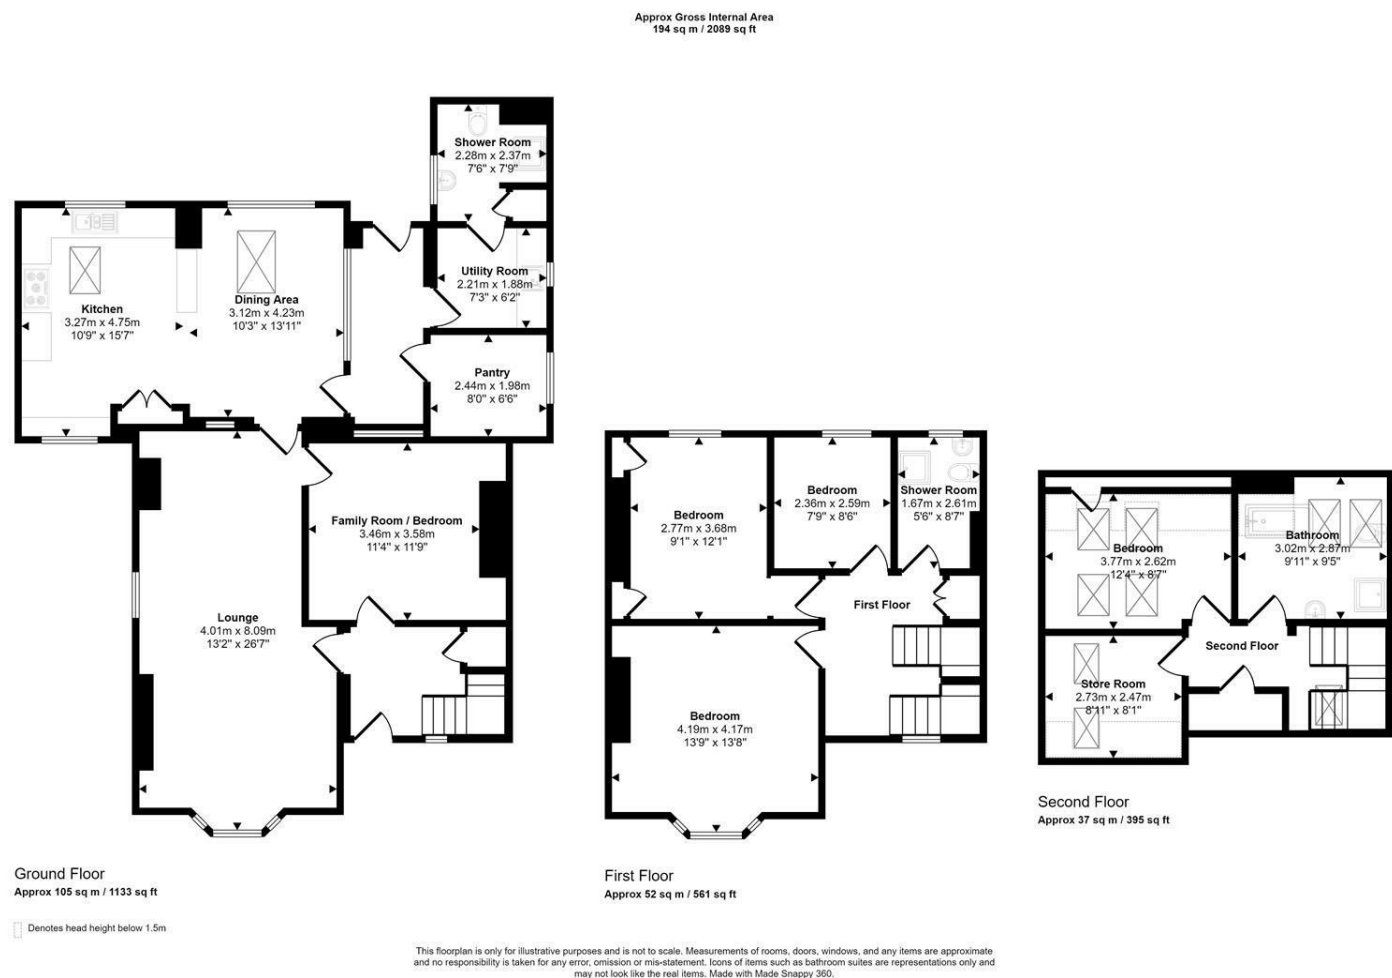 Approx Gross Internal Area
194 sq m / 2089 sq ft
Shower Room
2.28m x 2.37m
7'6" x 7'9"
Utility Room
2.21m x 1.88m
7'3" x 6'2"
Kitchen
3.27m x 4.75m
10'9" x 15'7"
Dining Area
3.12m x 4.23m
10'3" x 13'11"
Pantry
2.44m x 1.98m
8'0" x 6'6"
Family Room / Bedroom
3.46m x 3.58m
11'4" x 11'9"
Lounge
4.01m x 8.09m
13'2" x 26'7"
Ground Floor
Approx 105 sq m / 1133 sq ft
Denotes head height below 1.5m
Bedroom
2.77m x 3.68m
9'1" x 12'1"
Bedroom
2.36m x 2.59m
7'9" x 8'6"
Shower Room
1.67m x 2.61m
5'6" x 8'7"
First Floor
Bedroom
4.19m x 4.17m
13'9" x 13'8"
First Floor
Approx 52 sq m / 561 sq ft
Bedroom
3.77m x 2.62m
12'4" x 8'7"
Bathroom
3.02m x 2.87m
9'11" x 9'5"
Second Floor
Store Room
2.73m x 2.47m
8'11" x 8'1"
Second Floor
Approx 37 sq m / 395 sq ft
This floorplan is only for illustrative purposes and is not to scale. Measurements of rooms, doors, windows, and any items are approximate
and no responsibility is taken for any error, omission or mis-statement. Icons of items such as bathroom suites are representations only and
may not look like the real items. Made with Made Snappy 360.